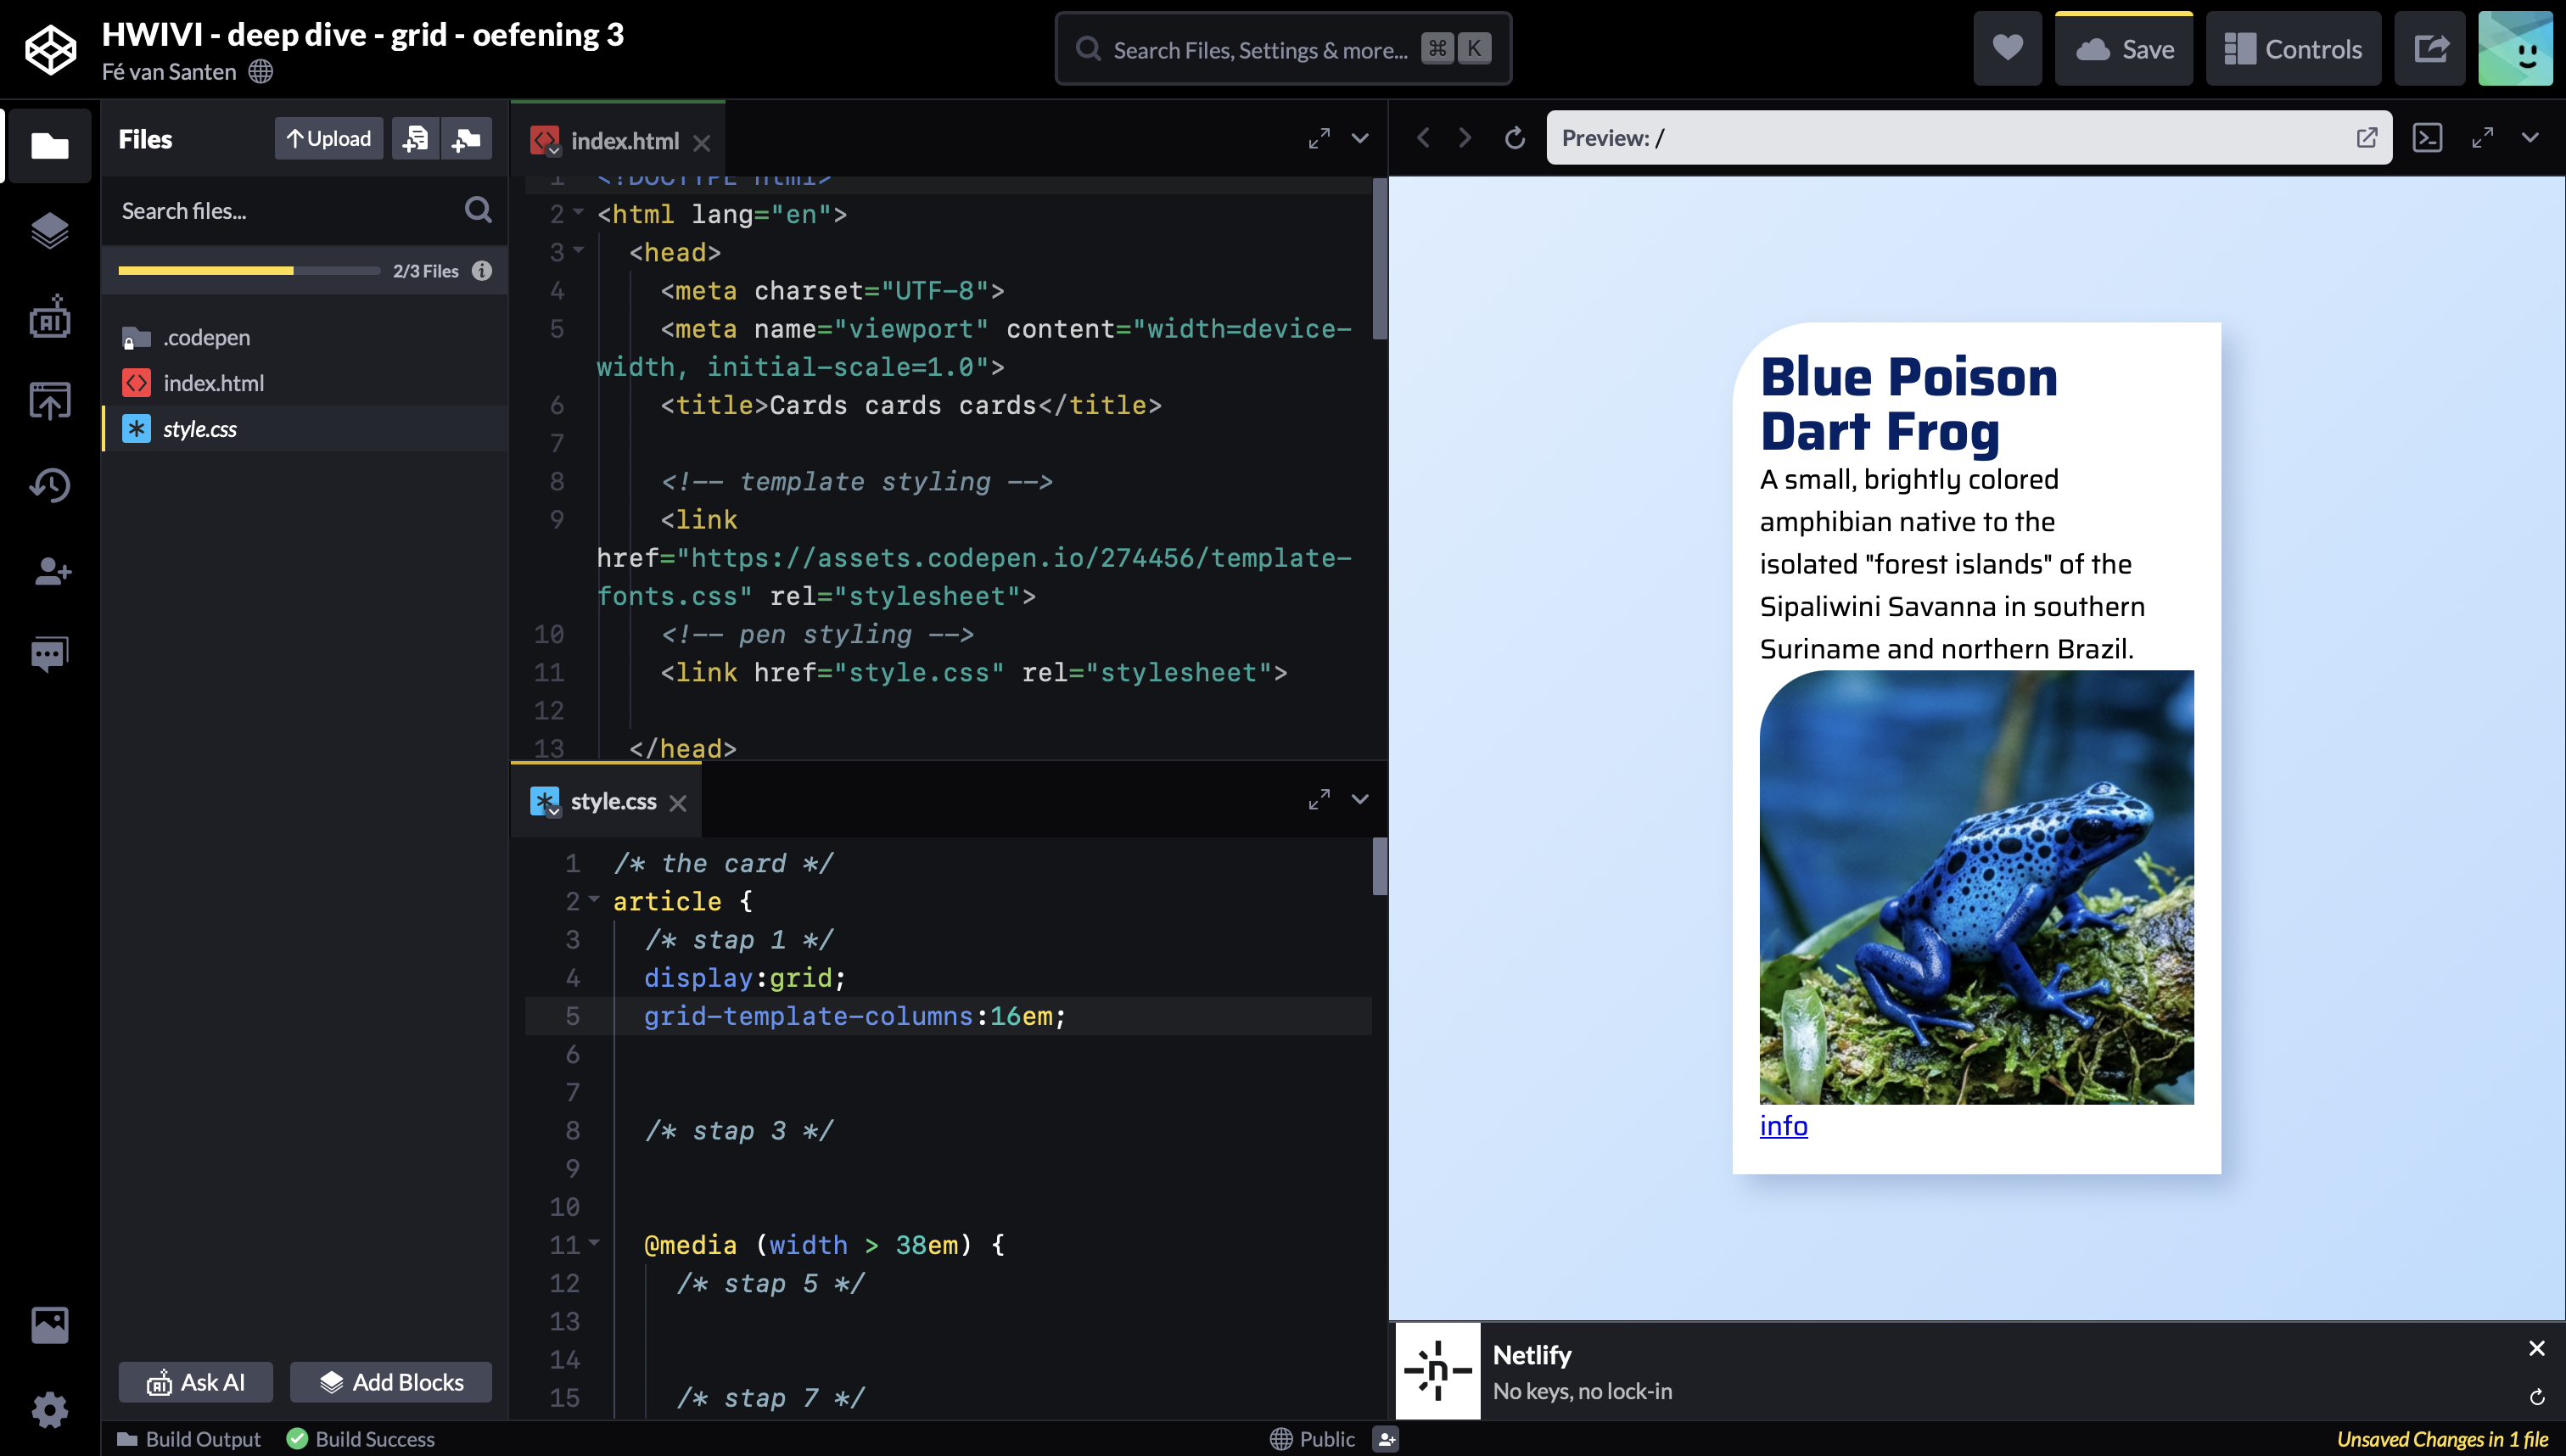 HWIVI - deep dive - grid - oefening 3
Fé van Santen
Search Files, Settings & more... ⌘ K
Save
Controls
Files
Upload
Search files...
2/3 Files
.codepen
index.html
style.css
Ask AI
Add Blocks
index.html
1 <!DOCTYPE html>
2 <html lang="en">
3 <head>
4 <meta charset="UTF-8">
5 <meta name="viewport" content="width=device-
width, initial-scale=1.0">
6 <title>Cards cards cards</title>
7
8 <!-- template styling -->
9 <link
href="https://assets.codepen.io/274456/template-
fonts.css" rel="stylesheet">
10 <!-- pen styling -->
11 <link href="style.css" rel="stylesheet">
12
13 </head>
style.css
1 /* the card */
2 article {
3 /* stap 1 */
4 display:grid;
5 grid-template-columns:16em;
6
7
8 /* stap 3 */
9
10
11 @media (width > 38em) {
12 /* stap 5 */
13
14
15 /* stap 7 */
Preview: /
Blue Poison
Dart Frog
A small, brightly colored
amphibian native to the
isolated "forest islands" of the
Sipaliwini Savanna in southern
Suriname and northern Brazil.
info
Netlify
No keys, no lock-in
Build Output
Build Success
Public
Unsaved Changes in 1 file